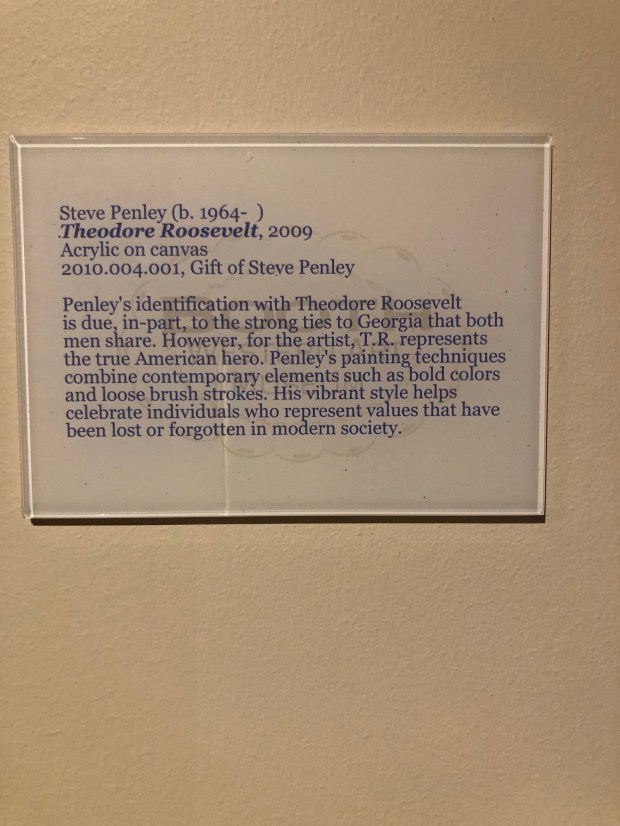 Steve Penley (b. 1964-  )
Theodore Roosevelt, 2009
Acrylic on canvas
2010.004.001, Gift of Steve Penley
Penley's identification with Theodore Roosevelt
is due, in-part, to the strong ties to Georgia that both
men share. However, for the artist, T.R. represents
the true American hero. Penley's painting techniques
combine contemporary elements such as bold colors
and loose brush strokes. His vibrant style helps
celebrate individuals who represent values that have
been lost or forgotten in modern society.